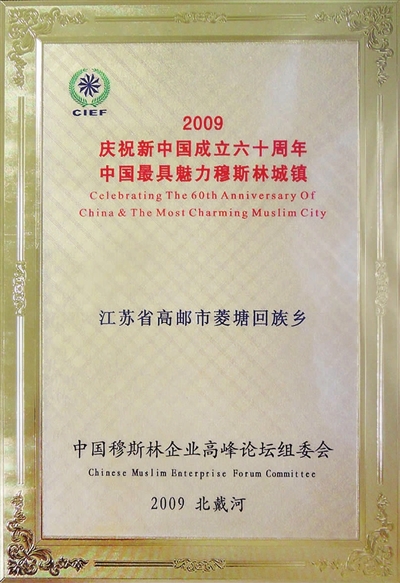 CIEF
2009
庆祝新中国成立六十周年
中国最具魅力穆斯林城镇
Celebrating The 60th Anniversary Of
China & The Most Charming Muslim City
江苏省高邮市菱塘回族乡
中国穆斯林企业高峰论坛组委会
Chinese Muslim Enterprise Forum Committee
2009 北戴河